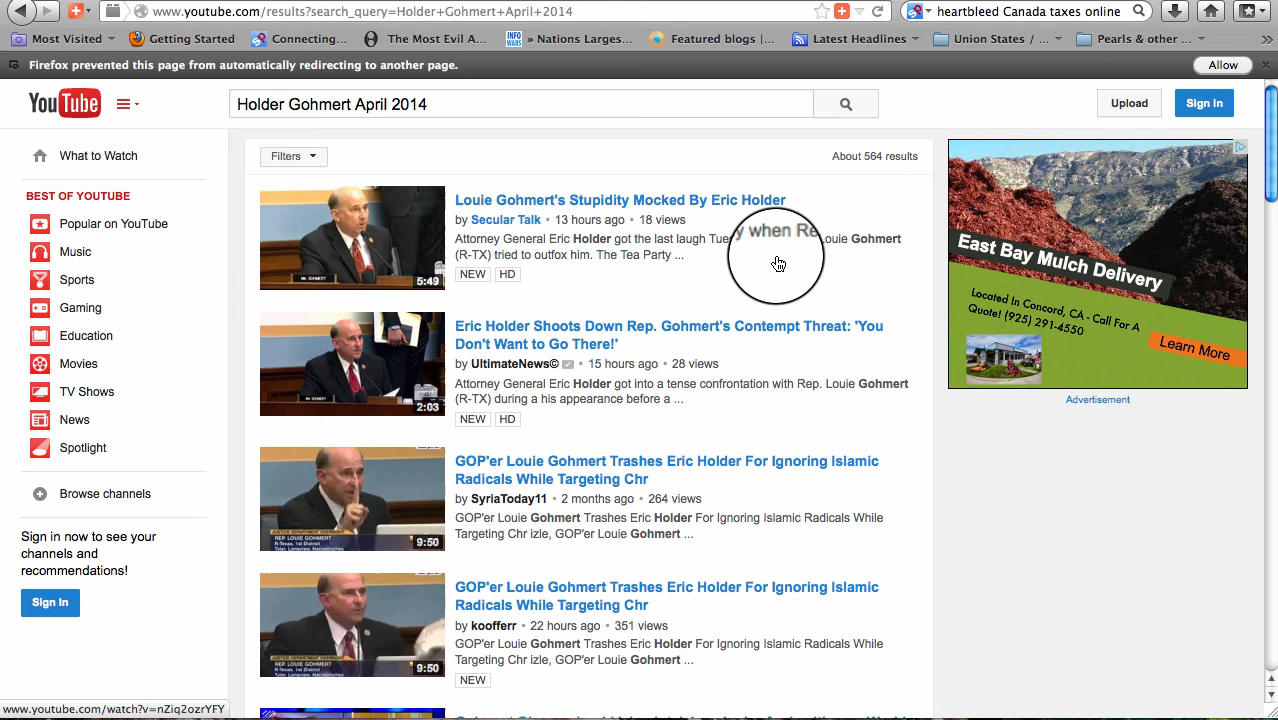 www.youtube.com/results?search_query=Holder+Gohmert+April+2014
heartbleed Canada taxes online
Most Visited
Getting Started
Connecting...
The Most Evil A...
INFO WARS
» Nations Larges...
Featured blogs |...
Latest Headlines
Union States / ...
Pearls & other ...
Firefox prevented this page from automatically redirecting to another page.
Allow
YouTube
Holder Gohmert April 2014
Upload
Sign In
What to Watch
BEST OF YOUTUBE
Popular on YouTube
Music
Sports
Gaming
Education
Movies
TV Shows
News
Spotlight
Browse channels
Sign in now to see your
channels and
recommendations!
Sign In
Filters
About 564 results
Louie Gohmert's Stupidity Mocked By Eric Holder
by Secular Talk • 13 hours ago • 18 views
Attorney General Eric Holder got the last laugh y when Louie Gohmert
(R-TX) tried to outfox him. The Tea Party ...
NEW HD
5:49
Eric Holder Shoots Down Rep. Gohmert's Contempt Threat: 'You
Don't Want to Go There!'
by UltimateNews© • 15 hours ago • 28 views
Attorney General Eric Holder got into a tense confrontation with Rep. Louie Gohmert
(R-TX) during a his appearance before a ...
NEW HD
2:03
GOP'er Louie Gohmert Trashes Eric Holder For Ignoring Islamic
Radicals While Targeting Chr
by SyriaToday11 • 2 months ago • 264 views
GOP'er Louie Gohmert Trashes Eric Holder For Ignoring Islamic Radicals While
Targeting Chr izle, GOP'er Louie Gohmert ...
REP. LOUIE GOHMERT
9:50
GOP'er Louie Gohmert Trashes Eric Holder For Ignoring Islamic
Radicals While Targeting Chr
by koofferr • 22 hours ago • 351 views
GOP'er Louie Gohmert Trashes Eric Holder For Ignoring Islamic Radicals While
Targeting Chr izle, GOP'er Louie Gohmert ...
NEW
REP. LOUIE GOHMERT
9:50
East Bay Mulch Delivery
Located In Concord, CA - Call For A
Quote! (925) 291-4550
Learn More
Advertisement
www.youtube.com/watch?v=nZiq2ozrYFY